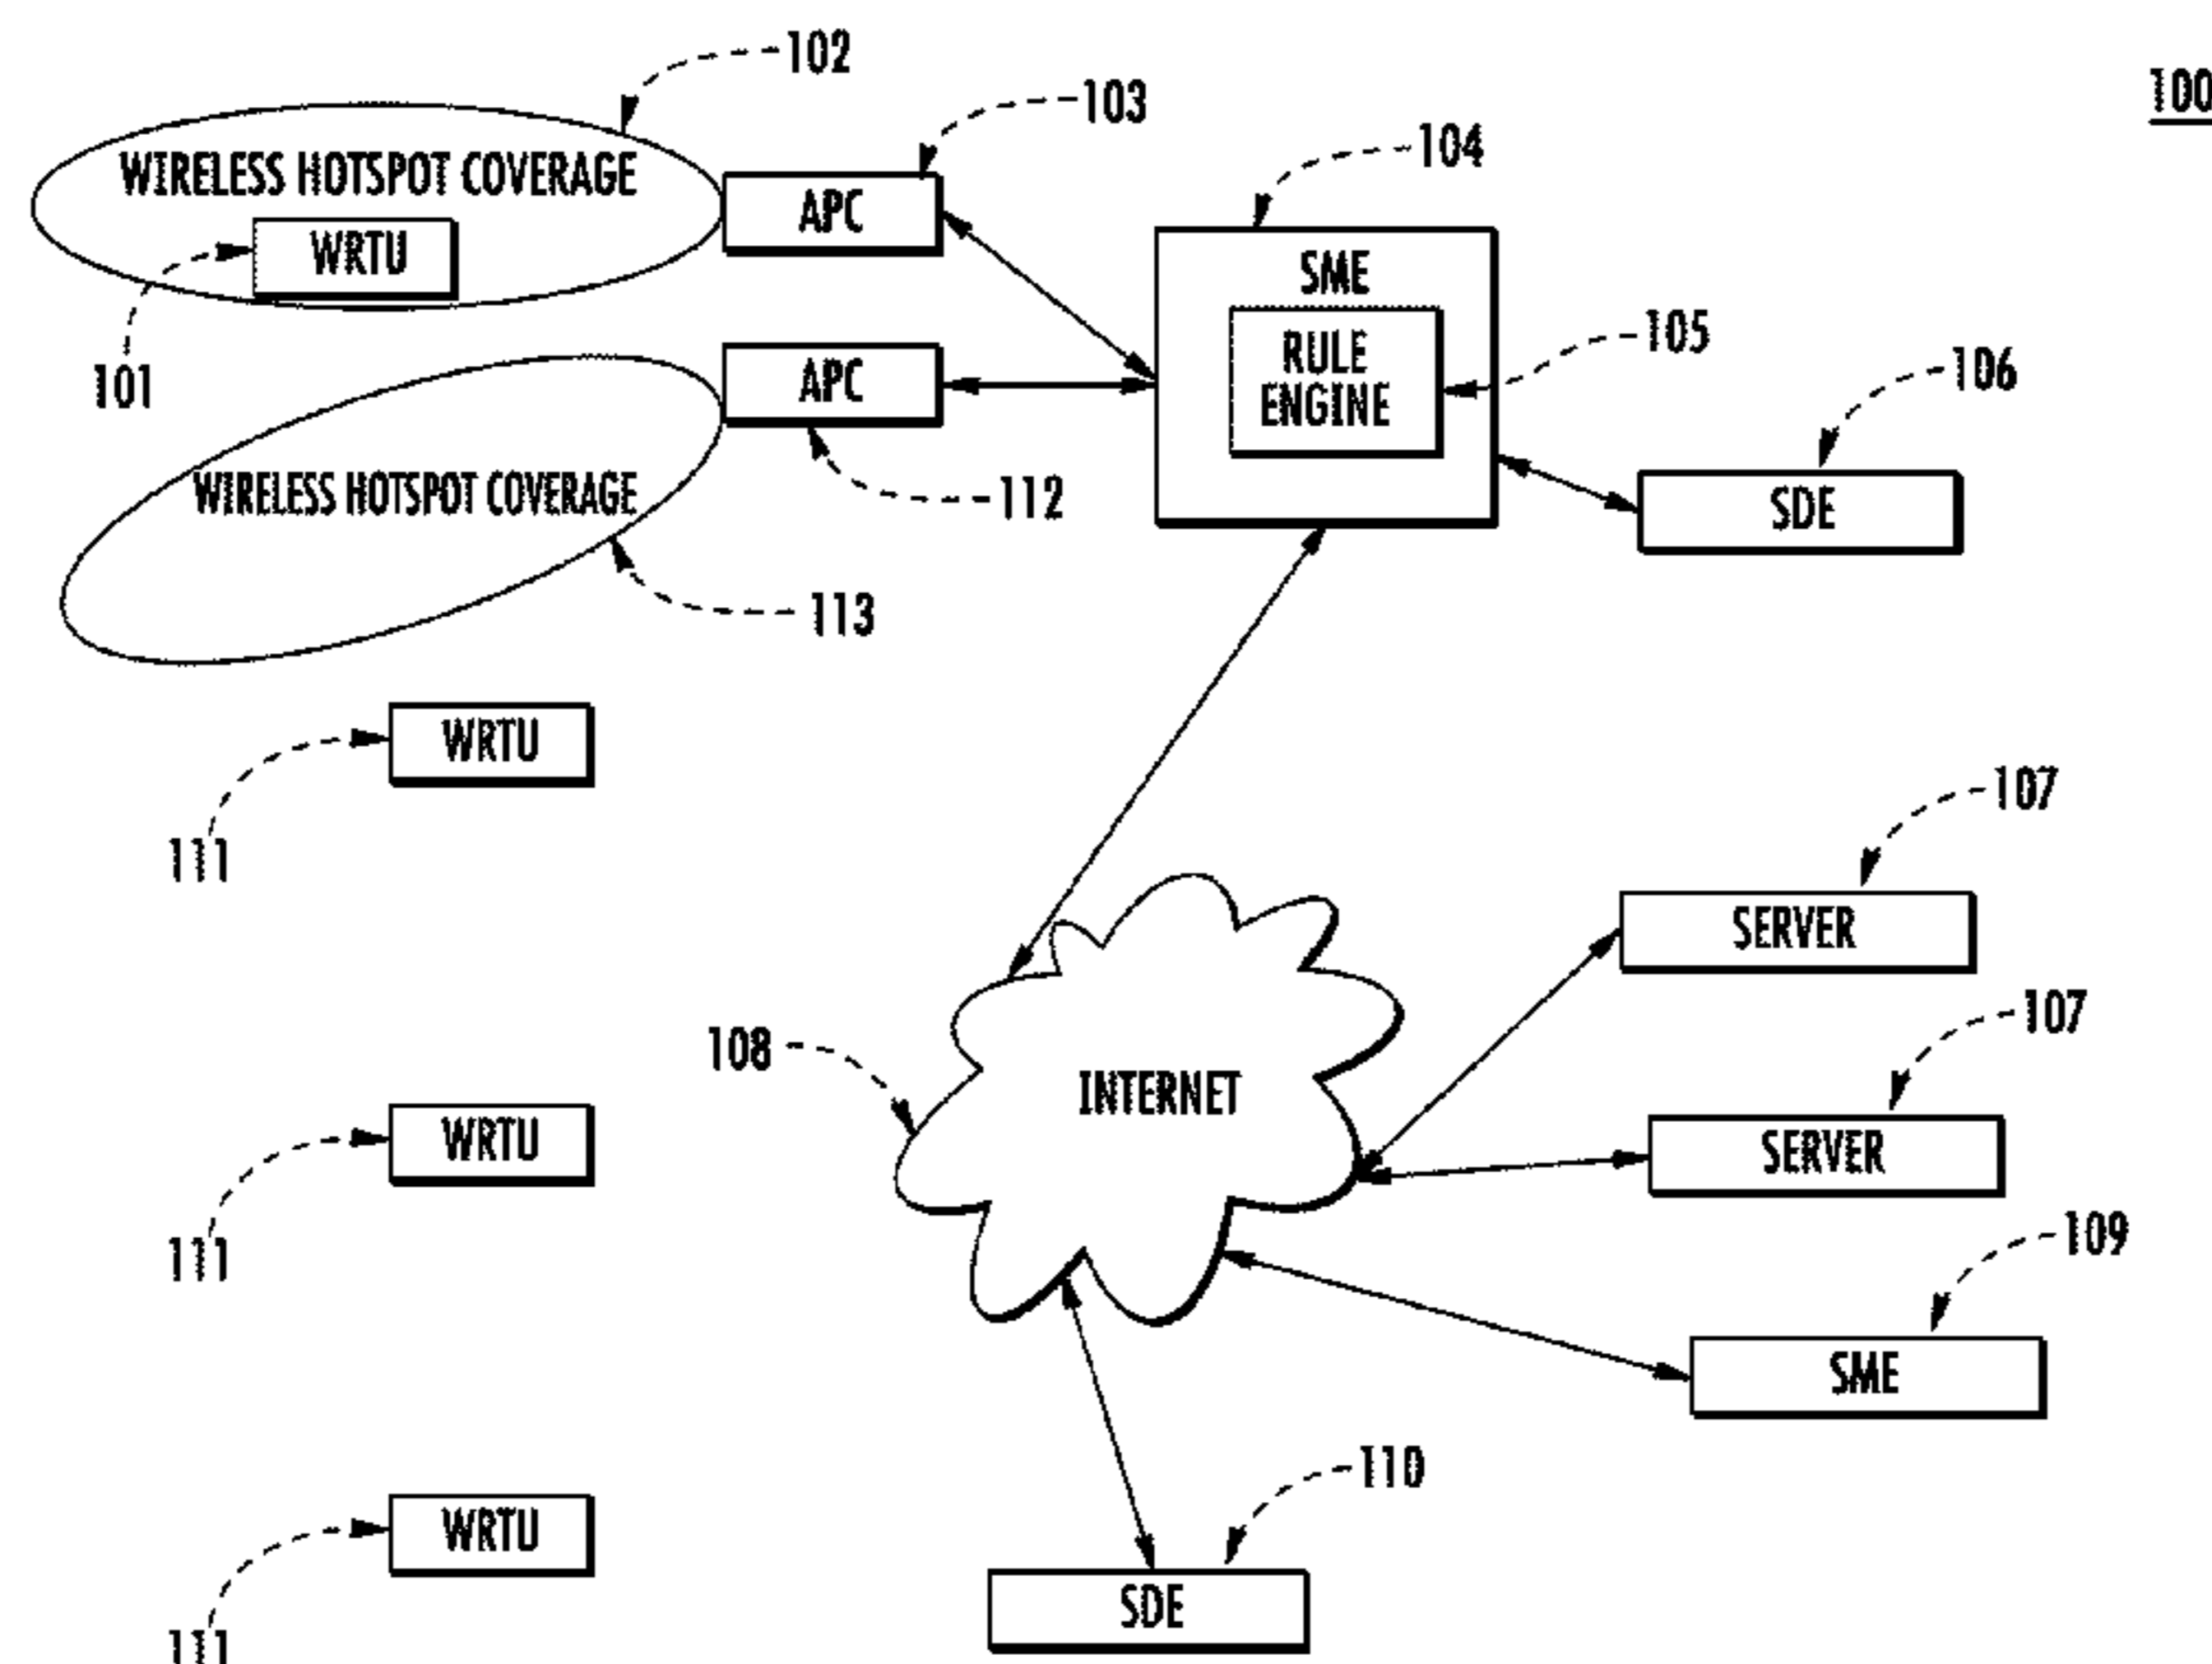 102
103
100
104
WIRELESS HOTSPOT COVERAGE
APC
WRTU
SME
101
RULE
ENGINE
105
106
APC
WIRELESS HOTSPOT COVERAGE
112
SDE
113
WRTU
111
107
SERVER
107
108
INTERNET
WRTU
SERVER
111
109
SME
110
WRTU
SDE
111